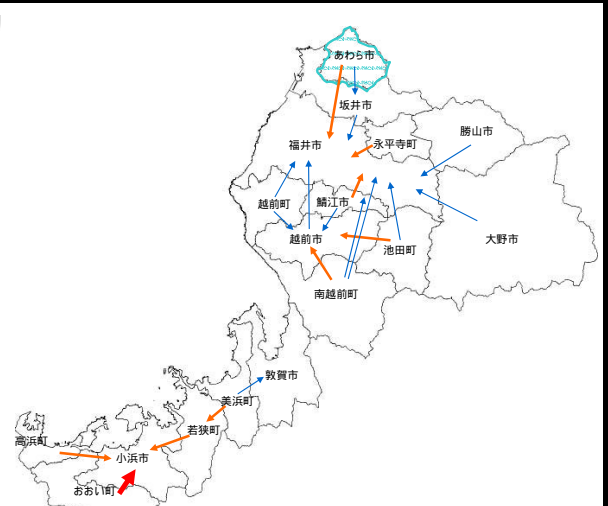 あわら市
坂井市
勝山市
福井市
永平寺町
越前町
鯖江市
越前市
池田町
大野市
南越前町
敦賀市
美浜町
若狭町
高浜町
小浜市
おおい町